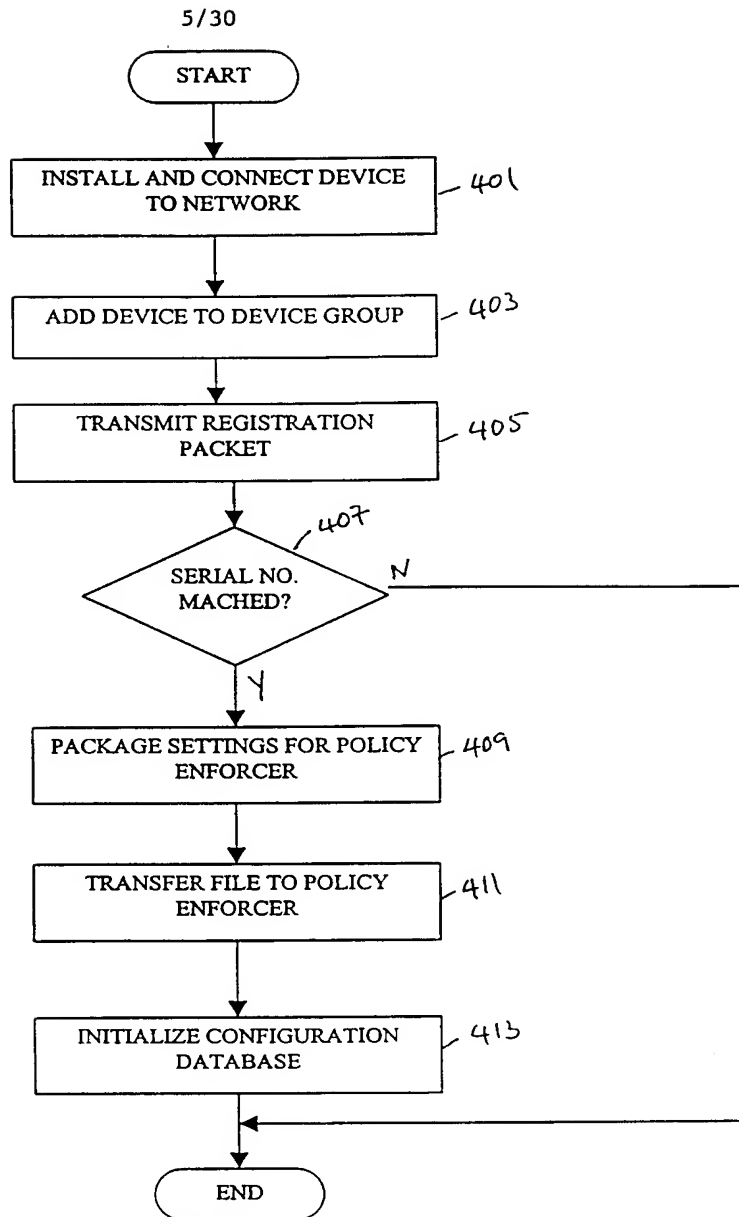 5/30
START
INSTALL AND CONNECT DEVICE
TO NETWORK
401
ADD DEVICE TO DEVICE GROUP
403
TRANSMIT REGISTRATION
PACKET
405
407
SERIAL NO.
MACHED?
N
Y
PACKAGE SETTINGS FOR POLICY
ENFORCER
409
TRANSFER FILE TO POLICY
ENFORCER
411
INITIALIZE CONFIGURATION
DATABASE
413
END